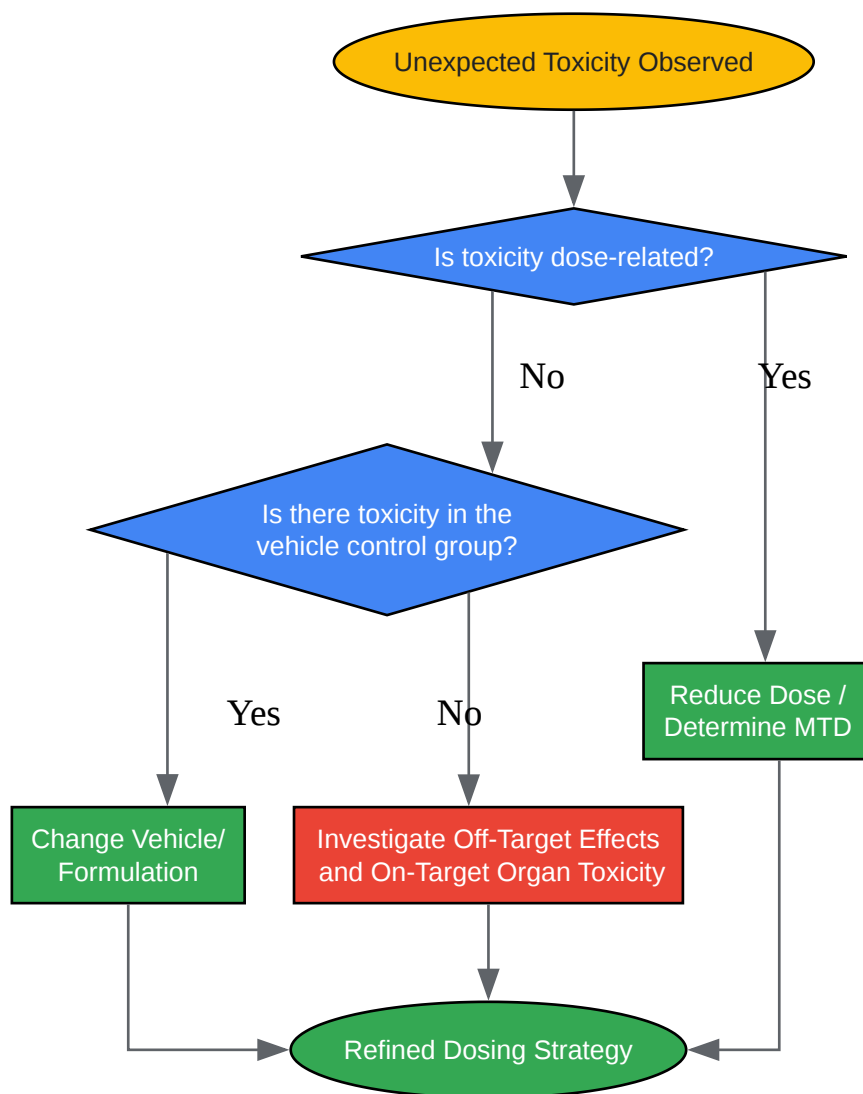 Unexpected Toxicity Observed
Is toxicity dose-related?
No
Yes
Is there toxicity in the
vehicle control group?
Yes
No
Reduce Dose /
Determine MTD
Change Vehicle/
Formulation
Investigate Off-Target Effects
and On-Target Organ Toxicity
Refined Dosing Strategy